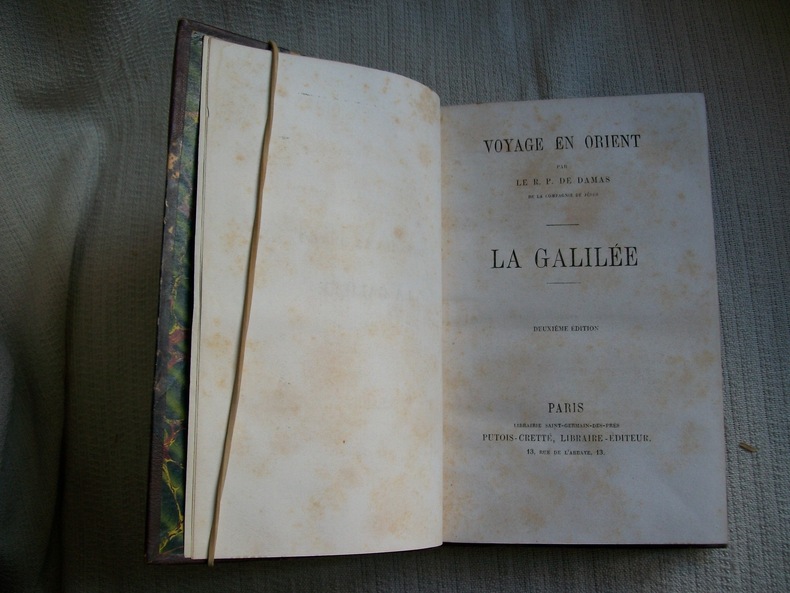 VOYAGE EN ORIENT
PAR
LE R. P. DE DAMAS
DE LA COMPAGNIE DE JÉSUS
LA GALILÉE
DEUXIÈME ÉDITION
PARIS
LIBRAIRIE SAINT-GERMAIN-DES-PRÉS
PUTOIS-CRETTÉ, LIBRAIRE-ÉDITEUR.
13, RUE DE L'ABBAYE, 13.